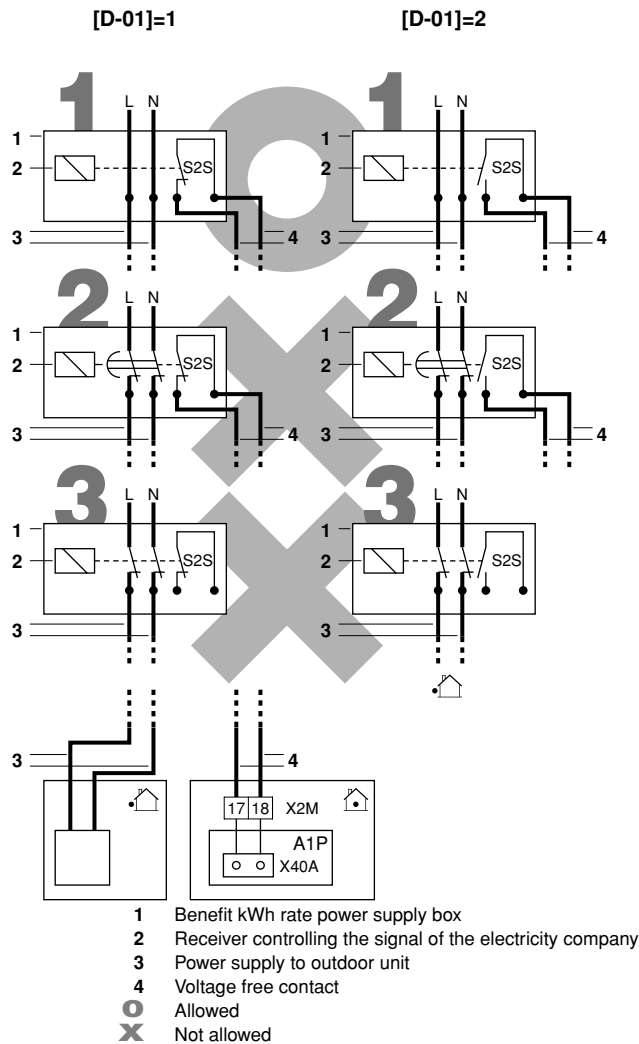 [D-01]=1 [D-01]=2
1 1
L N L N
1 1
2 S2S 2 S2S
3 4 3 4
2 2
L N L N
1 1
2 S2S 2 S2S
3 4 3 4
3 3
L N L N
1 1
2 S2S 2 S2S
3 3
3 4
17 18 X2M
A1P
X40A
1 Benefit kWh rate power supply box
2 Receiver controlling the signal of the electricity company
3 Power supply to outdoor unit
4 Voltage free contact
O Allowed
X Not allowed